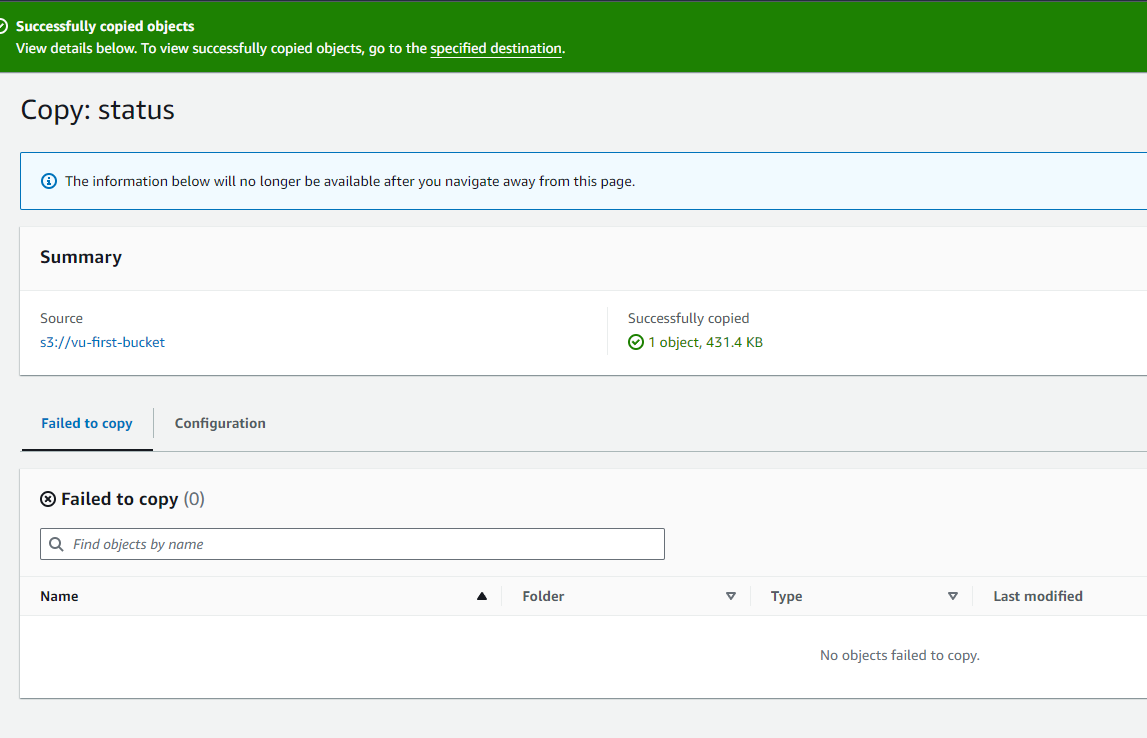 Successfully copied objects
View details below. To view successfully copied objects, go to the specified destination.
Copy: status
The information below will no longer be available after you navigate away from this page.
Summary
Source
s3://vu-first-bucket
Successfully copied
1 object, 431.4 KB
Failed to copy
Configuration
Failed to copy (0)
Find objects by name
Name Folder Type Last modified
No objects failed to copy.